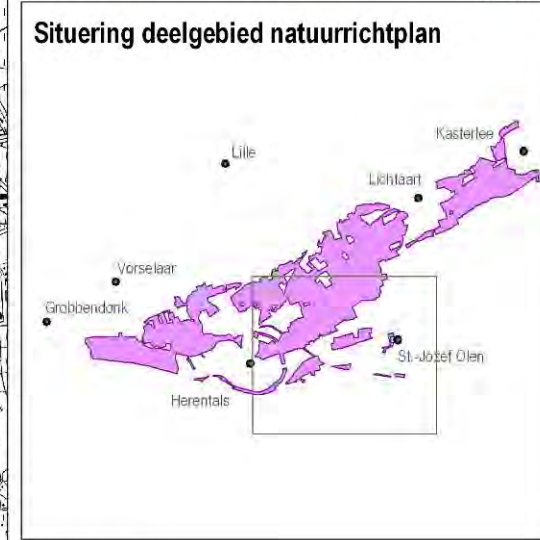 Situering deelgebied natuurrichtplan
Kasterlee
Lille
Lichtaart
Vorselaar
Grobbendonk
St.-Jozef Olen
Herentals